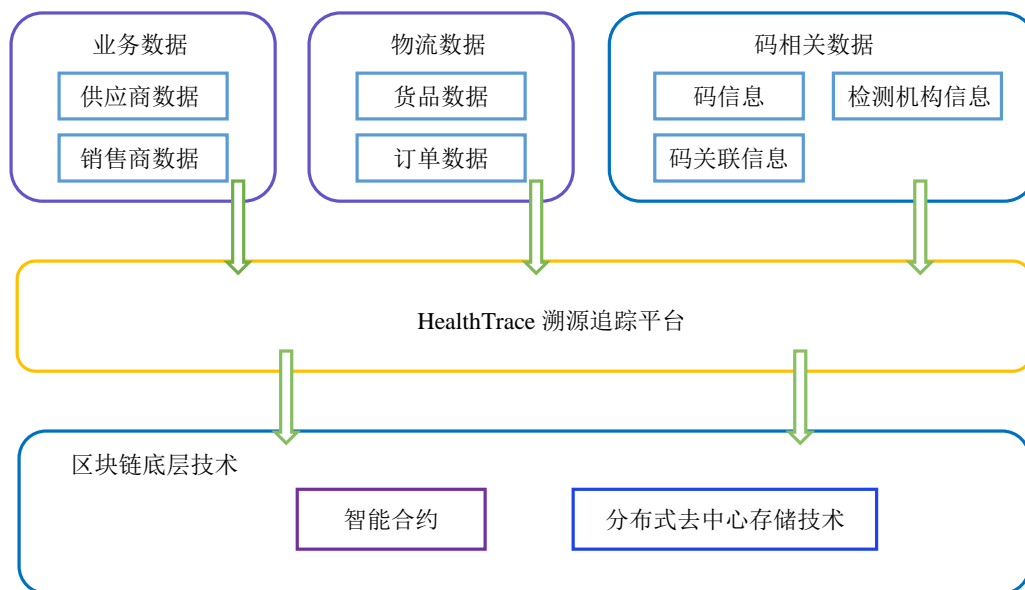 业务数据
供应商数据
销售商数据
物流数据
货品数据
订单数据
码相关数据
码信息
检测机构信息
码关联信息
HealthTrace 溯源追踪平台
区块链底层技术
智能合约
分布式去中心存储技术